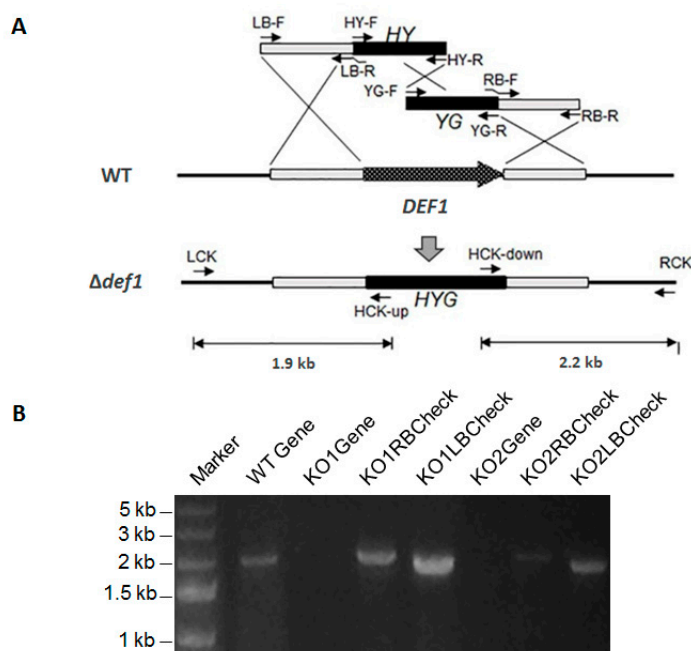 A
LB-F
HY-F
HY
LB-R
HY-R
YG-F
RB-F
YG
YG-R
RB-R
WT
DEF1
LCK
HCK-down
RCK
Δdef1
HCK-up
HYG
1.9 kb
2.2 kb
B
Marker
WT Gene
KO1Gene
KO1RBCheck
KO1LBCheck
KO2Gene
KO2RBCheck
KO2LBCheck
5 kb
3 kb
2 kb
1.5 kb
1 kb